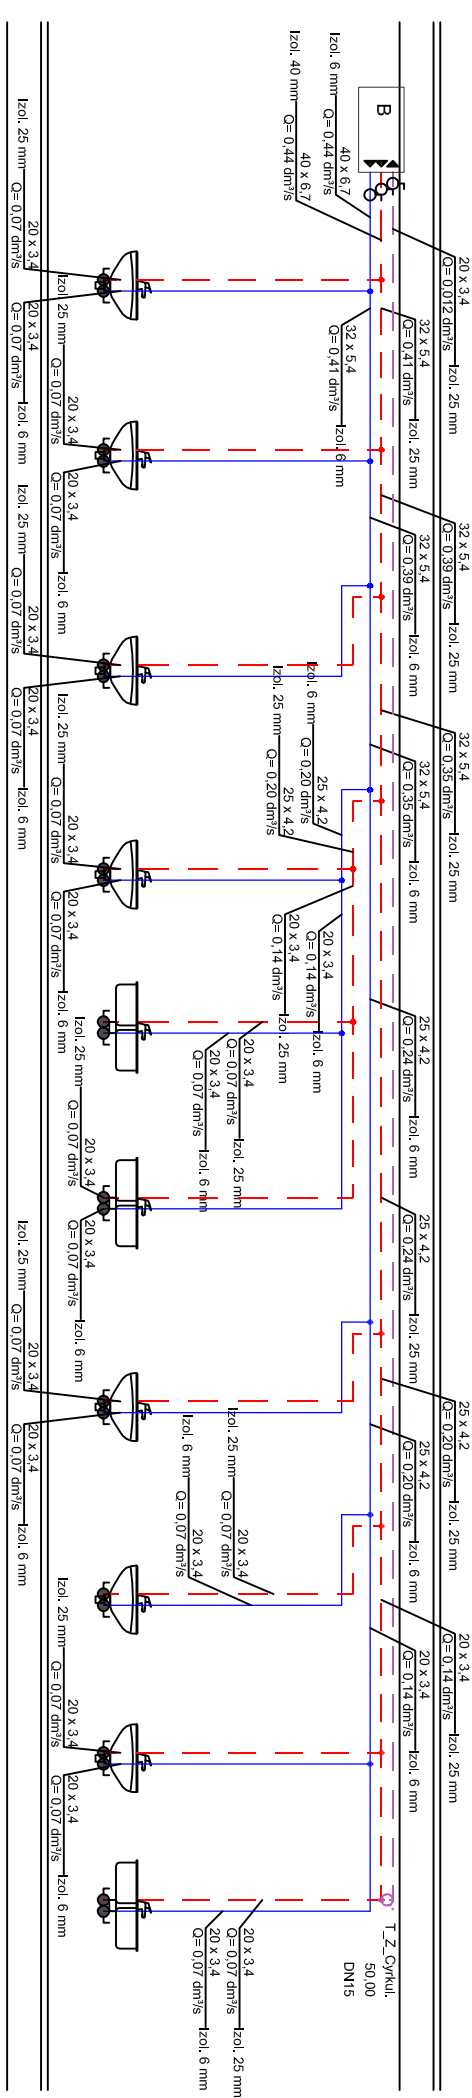 B
Izol. 6 mm
40 x 6,7
Q= 0,44 dm³/s
Izol. 40 mm
40 x 6,7
Q= 0,44 dm³/s
20 x 3,4
Q= 0,012 dm³/s
Izol. 25 mm
32 x 5,4
Q= 0,41 dm³/s
Izol. 25 mm
32 x 5,4
Q= 0,41 dm³/s
Izol. 6 mm
32 x 5,4
Q= 0,39 dm³/s
Izol. 25 mm
32 x 5,4
Q= 0,39 dm³/s
Izol. 6 mm
32 x 5,4
Q= 0,35 dm³/s
Izol. 25 mm
32 x 5,4
Q= 0,35 dm³/s
Izol. 6 mm
25 x 4,2
Q= 0,24 dm³/s
Izol. 6 mm
25 x 4,2
Q= 0,24 dm³/s
Izol. 25 mm
25 x 4,2
Q= 0,20 dm³/s
Izol. 25 mm
25 x 4,2
Q= 0,20 dm³/s
Izol. 6 mm
20 x 3,4
Q= 0,14 dm³/s
Izol. 25 mm
20 x 3,4
Q= 0,14 dm³/s
Izol. 6 mm
T_Z_Cyrkul.
50,00
DN15
Izol. 6 mm
25 x 4,2
Q= 0,20 dm³/s
Izol. 25 mm
25 x 4,2
Q= 0,20 dm³/s
20 x 3,4
Q= 0,14 dm³/s
Izol. 6 mm
20 x 3,4
Q= 0,14 dm³/s
Izol. 25 mm
20 x 3,4
Q= 0,07 dm³/s
Izol. 25 mm
20 x 3,4
Q= 0,07 dm³/s
Izol. 6 mm
Izol. 25 mm
20 x 3,4
Q= 0,07 dm³/s
Izol. 6 mm
20 x 3,4
Q= 0,07 dm³/s
20 x 3,4
Q= 0,07 dm³/s
Izol. 25 mm
20 x 3,4
Q= 0,07 dm³/s
Izol. 6 mm
Izol. 25 mm
20 x 3,4
Q= 0,07 dm³/s
20 x 3,4
Q= 0,07 dm³/s
Izol. 6 mm
Izol. 25 mm
20 x 3,4
Q= 0,07 dm³/s
20 x 3,4
Q= 0,07 dm³/s
Izol. 6 mm
Izol. 25 mm
20 x 3,4
Q= 0,07 dm³/s
20 x 3,4
Q= 0,07 dm³/s
Izol. 6 mm
Izol. 25 mm
20 x 3,4
Q= 0,07 dm³/s
20 x 3,4
Q= 0,07 dm³/s
Izol. 6 mm
Izol. 25 mm
20 x 3,4
Q= 0,07 dm³/s
20 x 3,4
Q= 0,07 dm³/s
Izol. 6 mm
Izol. 25 mm
20 x 3,4
Q= 0,07 dm³/s
20 x 3,4
Q= 0,07 dm³/s
Izol. 6 mm
Izol. 25 mm
20 x 3,4
Q= 0,07 dm³/s
20 x 3,4
Q= 0,07 dm³/s
Izol. 6 mm